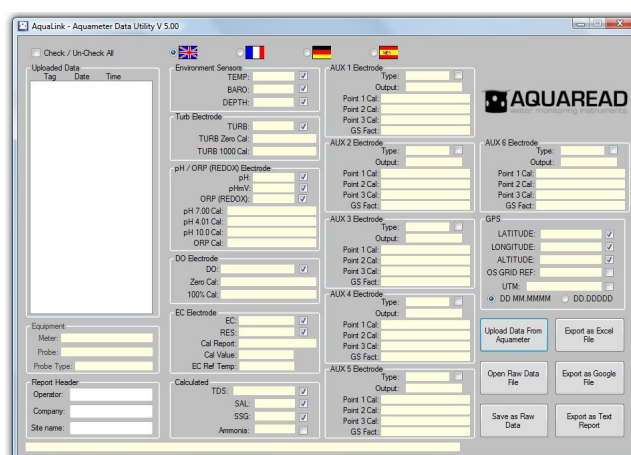 AquaLink - Aquameter Data Utility V 5.00
Check / Un-Check All
Uploaded Data
Tag Date Time
Equipment
Meter:
Probe:
Probe Type:
Report Header
Operator:
Company:
Site name:
Environment Sensors
TEMP:
BARO:
DEPTH:
Turb Electrode
TURB:
TURB Zero Cal:
TURB 1000 Cal:
pH / ORP (REDOX) Electrode
pH:
pHmV:
ORP (REDOX):
pH 7.00 Cal:
pH 4.01 Cal:
pH 10.0 Cal:
ORP Cal:
DO Electrode
DO:
Zero Cal:
100% Cal:
EC Electrode
EC:
RES:
Cal Report:
Cal Value:
EC Ref Temp:
Calculated
TDS:
SAL:
SSG:
Ammonia:
AUX 1 Electrode
Type:
Output:
Point 1 Cal:
Point 2 Cal:
Point 3 Cal:
GS Fact:
AUX 2 Electrode
Type:
Output:
Point 1 Cal:
Point 2 Cal:
Point 3 Cal:
GS Fact:
AUX 3 Electrode
Type:
Output:
Point 1 Cal:
Point 2 Cal:
Point 3 Cal:
GS Fact:
AUX 4 Electrode
Type:
Output:
Point 1 Cal:
Point 2 Cal:
Point 3 Cal:
GS Fact:
AUX 5 Electrode
Type:
Output:
Point 1 Cal:
Point 2 Cal:
Point 3 Cal:
GS Fact:
AQUAREAD
water monitoring instruments
AUX 6 Electrode
Type:
Output:
Point 1 Cal:
Point 2 Cal:
Point 3 Cal:
GS Fact:
GPS
LATITUDE:
LONGITUDE:
ALTITUDE:
OS GRID REF:
UTM:
DD MM.MMMM DD.DDDDD
Upload Data From
Aquameter
Export as Excel
File
Open Raw Data
File
Export as Google
File
Save as Raw
Data
Export as Text
Report